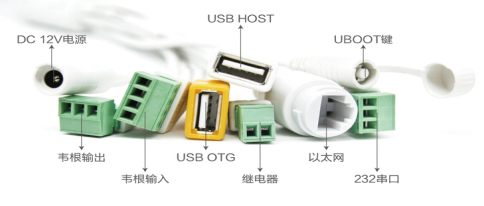 USB HOST
DC 12V电源
UBOOT键
韦根输出
韦根输入
USB OTG
继电器
以太网
232串口